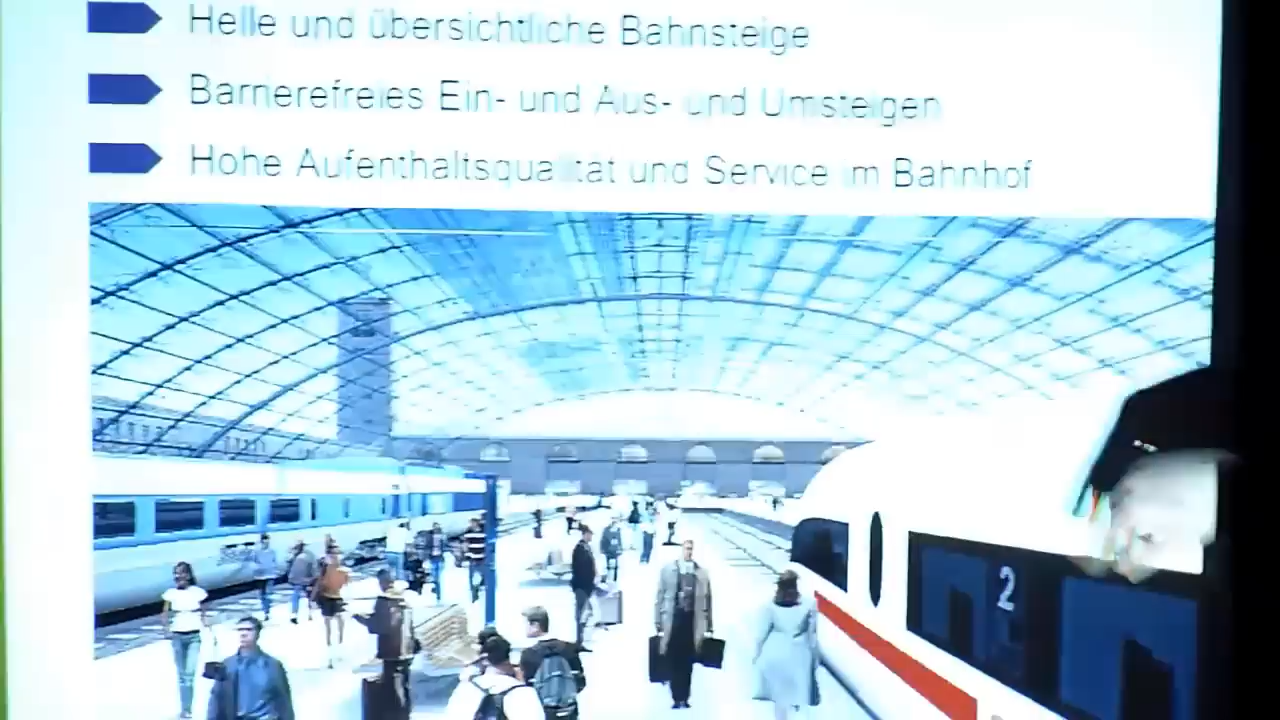 Helle und übersichtliche Bahnsteige
Barrierefreies Ein- und Aus- und Umsteigen
Hohe Aufenthaltsqualität und Service im Bahnhof
2